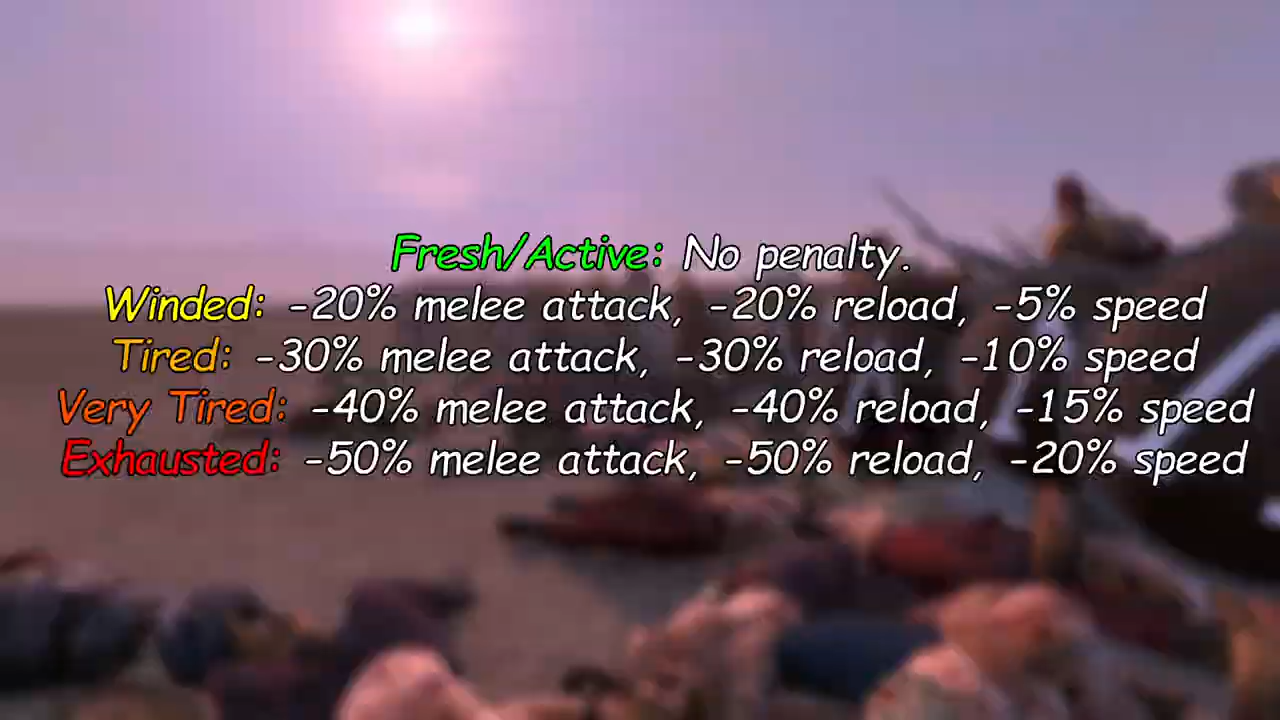 Fresh/Active: No penalty.
Winded: -20% melee attack, -20% reload, -5% speed
Tired: -30% melee attack, -30% reload, -10% speed
Very Tired: -40% melee attack, -40% reload, -15% speed
Exhausted: -50% melee attack, -50% reload, -20% speed